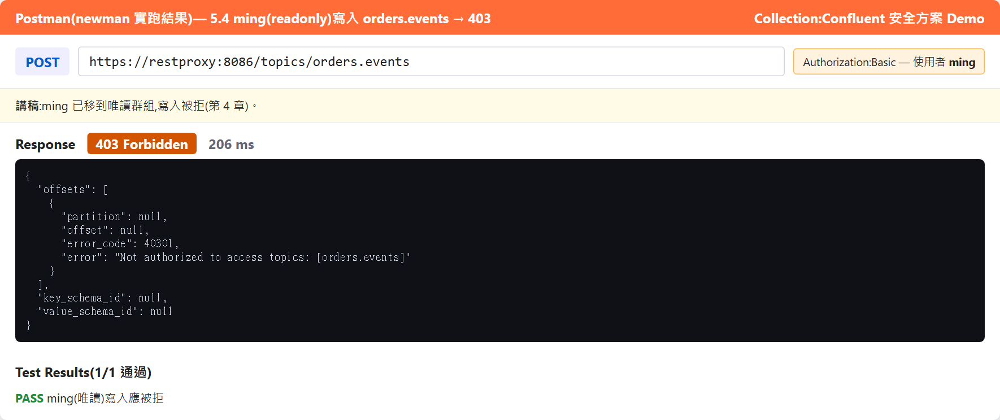 Postman(newman 實跑結果)— 5.4 ming(readonly)寫入 orders.events → 403
Collection:Confluent 安全方案 Demo
POST
https://restproxy:8086/topics/orders.events
Authorization:Basic — 使用者 ming
講稿:ming 已移到唯讀群組,寫入被拒(第 4 章)。
Response
403 Forbidden
206 ms
{
  "offsets": [
    {
      "partition": null,
      "offset": null,
      "error_code": 40301,
      "error": "Not authorized to access topics: [orders.events]"
    }
  ],
  "key_schema_id": null,
  "value_schema_id": null
}
Test Results(1/1 通過)
PASS ming(唯讀)寫入應被拒